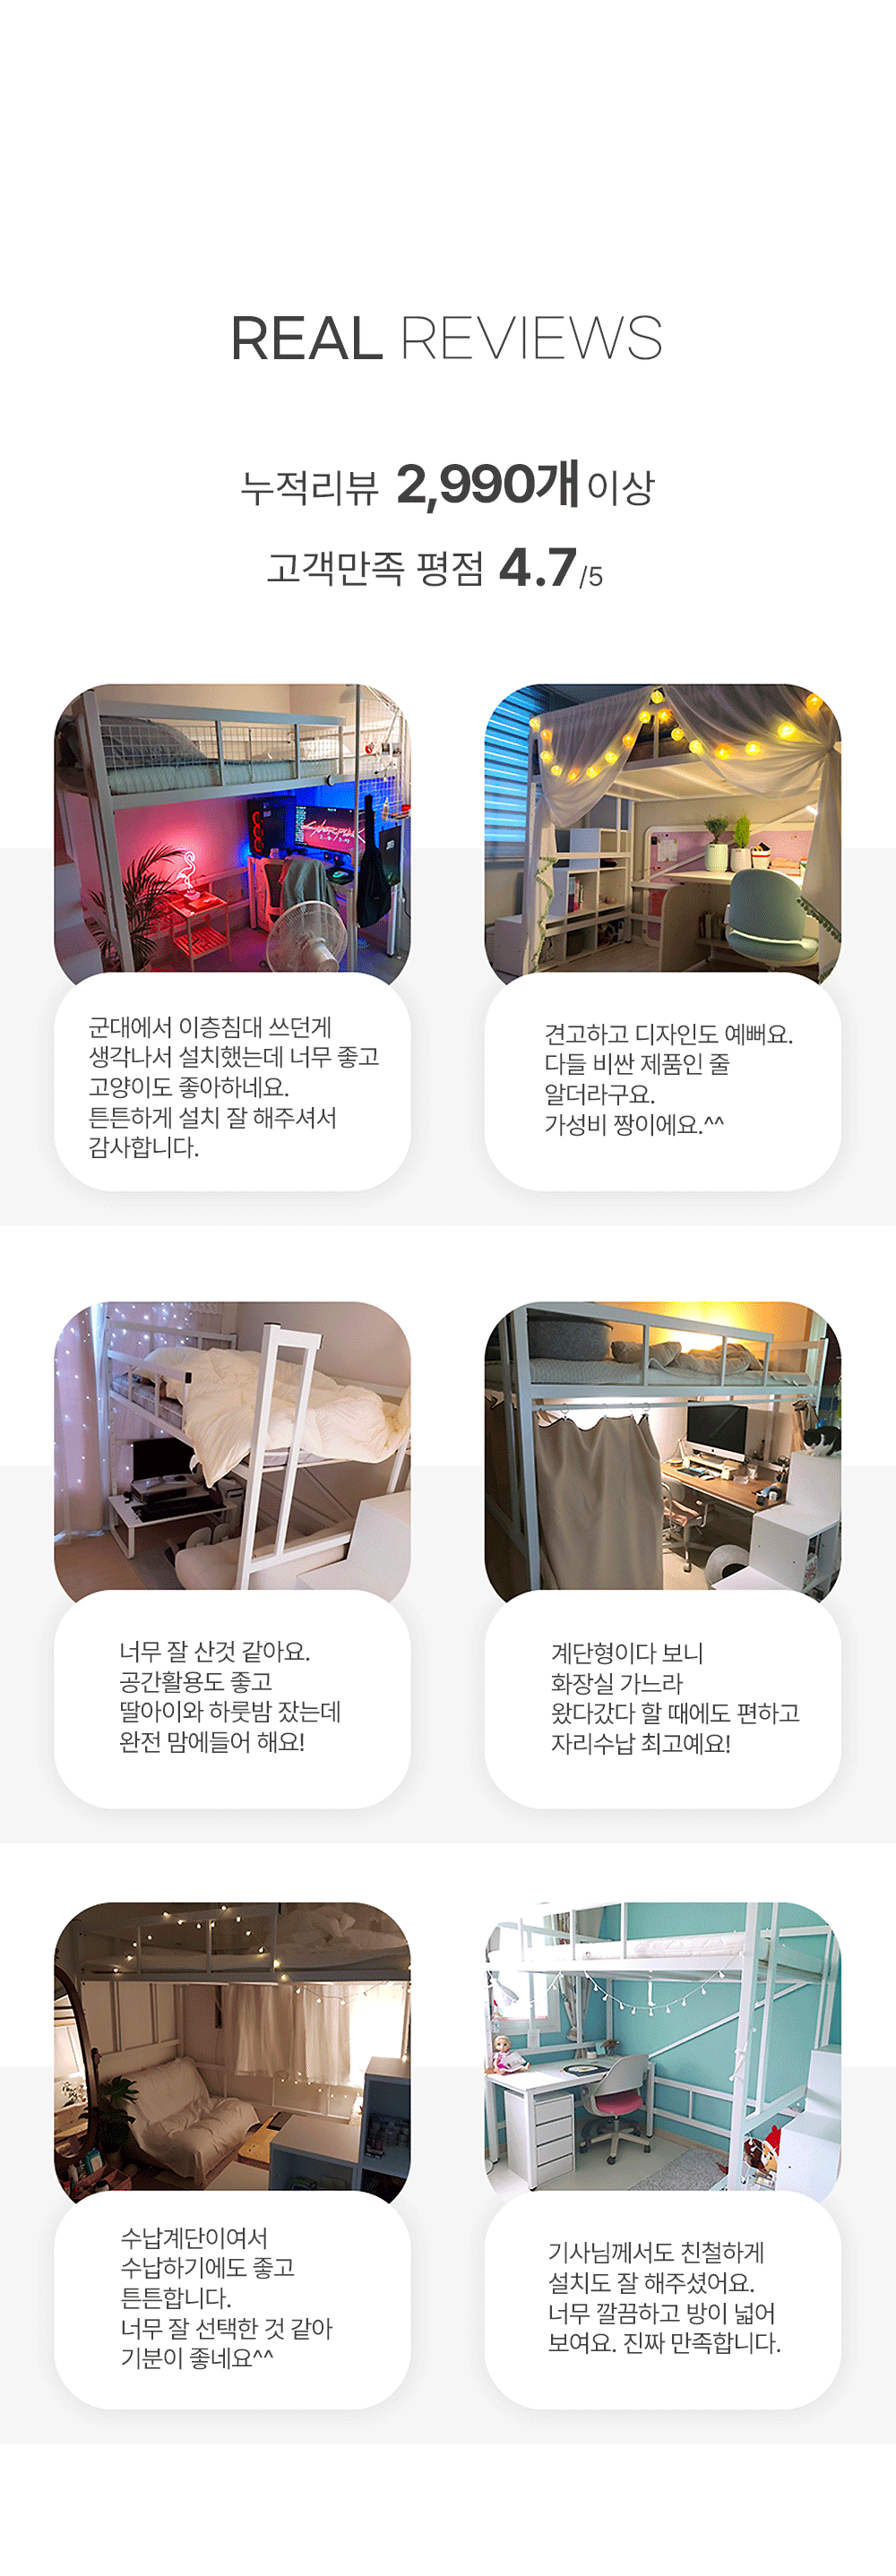 REAL REVIEWS
누적리뷰 2,990개 이상
고객만족 평점 4.7/5
군대에서 이층침대 쓰던게
생각나서 설치했는데 너무 좋고
고양이도 좋아하네요.
튼튼하게 설치 잘 해주셔서
감사합니다.
견고하고 디자인도 예뻐요.
다들 비싼 제품인 줄
알더라구요.
가성비 짱이에요.^^
너무 잘 산것 같아요.
공간활용도 좋고
딸아이와 하룻밤 잤는데
완전 맘에들어 해요!
계단형이다 보니
화장실 가느라
왔다갔다 할 때에도 편하고
자리수납 최고예요!
수납계단이여서
수납하기에도 좋고
튼튼합니다.
너무 잘 선택한 것 같아
기분이 좋네요^^
기사님께서도 친철하게
설치도 잘 해주셨어요.
너무 깔끔하고 방이 넓어
보여요. 진짜 만족합니다.